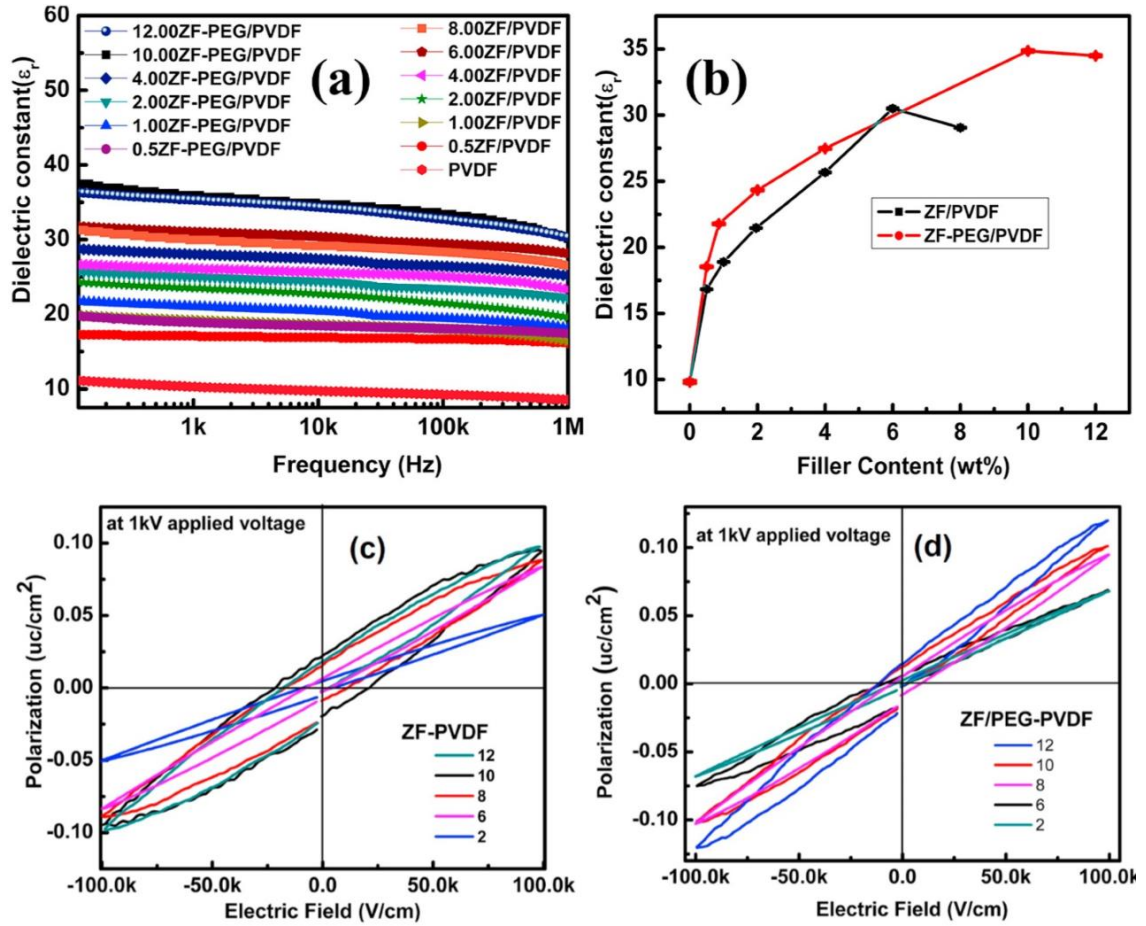 60
50
40
30
20
10
Dielectric constant(εr)
12.00ZF-PEG/PVDF
10.00ZF-PEG/PVDF
4.00ZF-PEG/PVDF
2.00ZF-PEG/PVDF
1.00ZF-PEG/PVDF
0.5ZF-PEG/PVDF
8.00ZF/PVDF
6.00ZF/PVDF
4.00ZF/PVDF
2.00ZF/PVDF
1.00ZF/PVDF
0.5ZF/PVDF
PVDF
(a)
1k 10k 100k 1M
Frequency (Hz)
35
30
25
20
15
10
Dielectric constant(εr)
(b)
ZF/PVDF
ZF-PEG/PVDF
0 2 4 6 8 10 12
Filler Content (wt%)
at 1kV applied voltage
(c)
0.10
0.05
0.00
-0.05
-0.10
Polarization (uc/cm2)
ZF-PVDF
12
10
8
6
2
-100.0k -50.0k 0.0 50.0k 100.0k
Electric Field (V/cm)
at 1kV applied voltage
(d)
0.10
0.05
0.00
-0.05
-0.10
Polarization (uc/cm2)
ZF/PEG-PVDF
12
10
8
6
2
-100.0k -50.0k 0.0 50.0k 100.0k
Electric Field (V/cm)